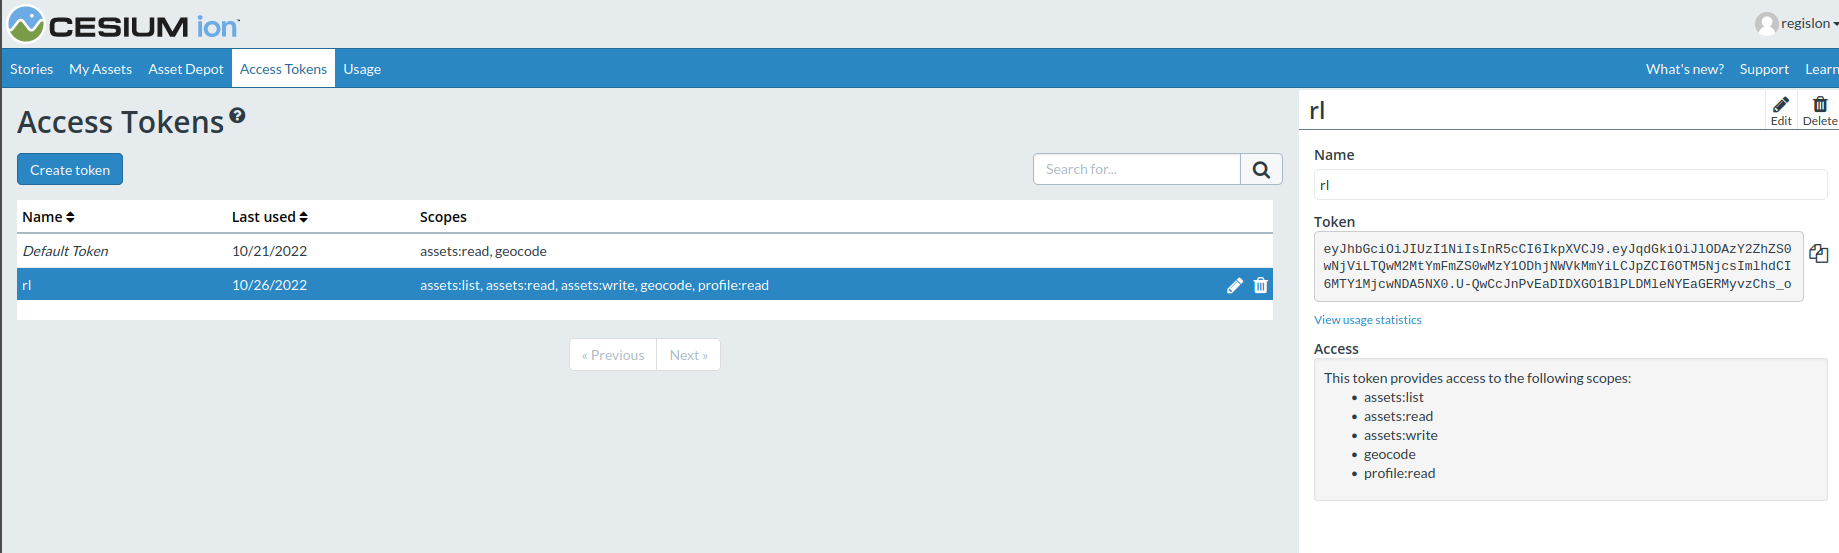 CESIUM ion™
regislon
Stories My Assets Asset Depot Access Tokens Usage What's new? Support Learn
Access Tokens ?
Create token
Search for...
Name Last used Scopes
Default Token 10/21/2022 assets:read, geocode
rl 10/26/2022 assets:list, assets:read, assets:write, geocode, profile:read
« Previous Next »
rl
Edit Delete
Name
rl
Token
eyJhbGciOiJIUzI1NiIsInR5cCI6IkpXVCJ9.eyJqdGkiOiJlODAzY2ZhZS0
wNjViLTQwM2MtYmFmZS0wMzY1ODhjNWVkMmYiLCJpZCI6OTM5NjcsImlhdCI
6MTY1MjcwNDA5NX0.U-QwCcJnPvEaDIDXGO1BlPLDMleNYEaGERMyvzChs_o
View usage statistics
Access
This token provides access to the following scopes:
• assets:list
• assets:read
• assets:write
• geocode
• profile:read